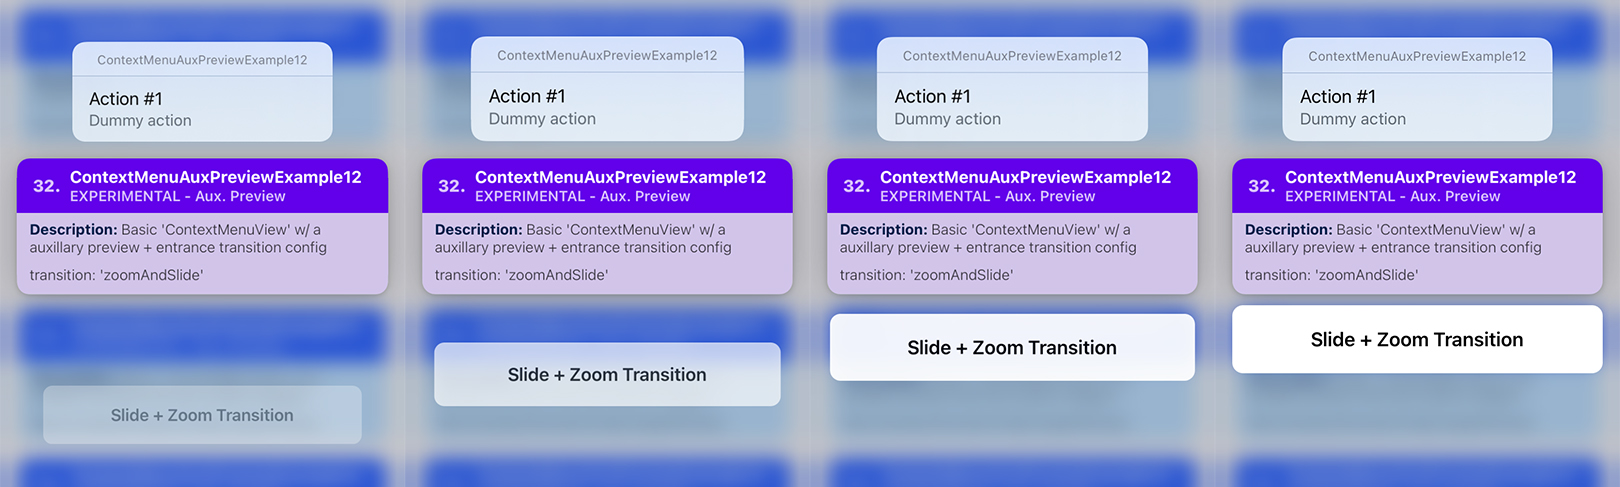 ContextMenuAuxPreviewExample12
Action #1
Dummy action
32.
ContextMenuAuxPreviewExample12
EXPERIMENTAL - Aux. Preview
Description: Basic 'ContextMenuView' w/ a
auxillary preview + entrance transition config
transition: 'zoomAndSlide'
Slide + Zoom Transition
ContextMenuAuxPreviewExample12
Action #1
Dummy action
32.
ContextMenuAuxPreviewExample12
EXPERIMENTAL - Aux. Preview
Description: Basic 'ContextMenuView' w/ a
auxillary preview + entrance transition config
transition: 'zoomAndSlide'
Slide + Zoom Transition
ContextMenuAuxPreviewExample12
Action #1
Dummy action
32.
ContextMenuAuxPreviewExample12
EXPERIMENTAL - Aux. Preview
Description: Basic 'ContextMenuView' w/ a
auxillary preview + entrance transition config
transition: 'zoomAndSlide'
Slide + Zoom Transition
ContextMenuAuxPreviewExample12
Action #1
Dummy action
32.
ContextMenuAuxPreviewExample12
EXPERIMENTAL - Aux. Preview
Description: Basic 'ContextMenuView' w/ a
auxillary preview + entrance transition config
transition: 'zoomAndSlide'
Slide + Zoom Transition